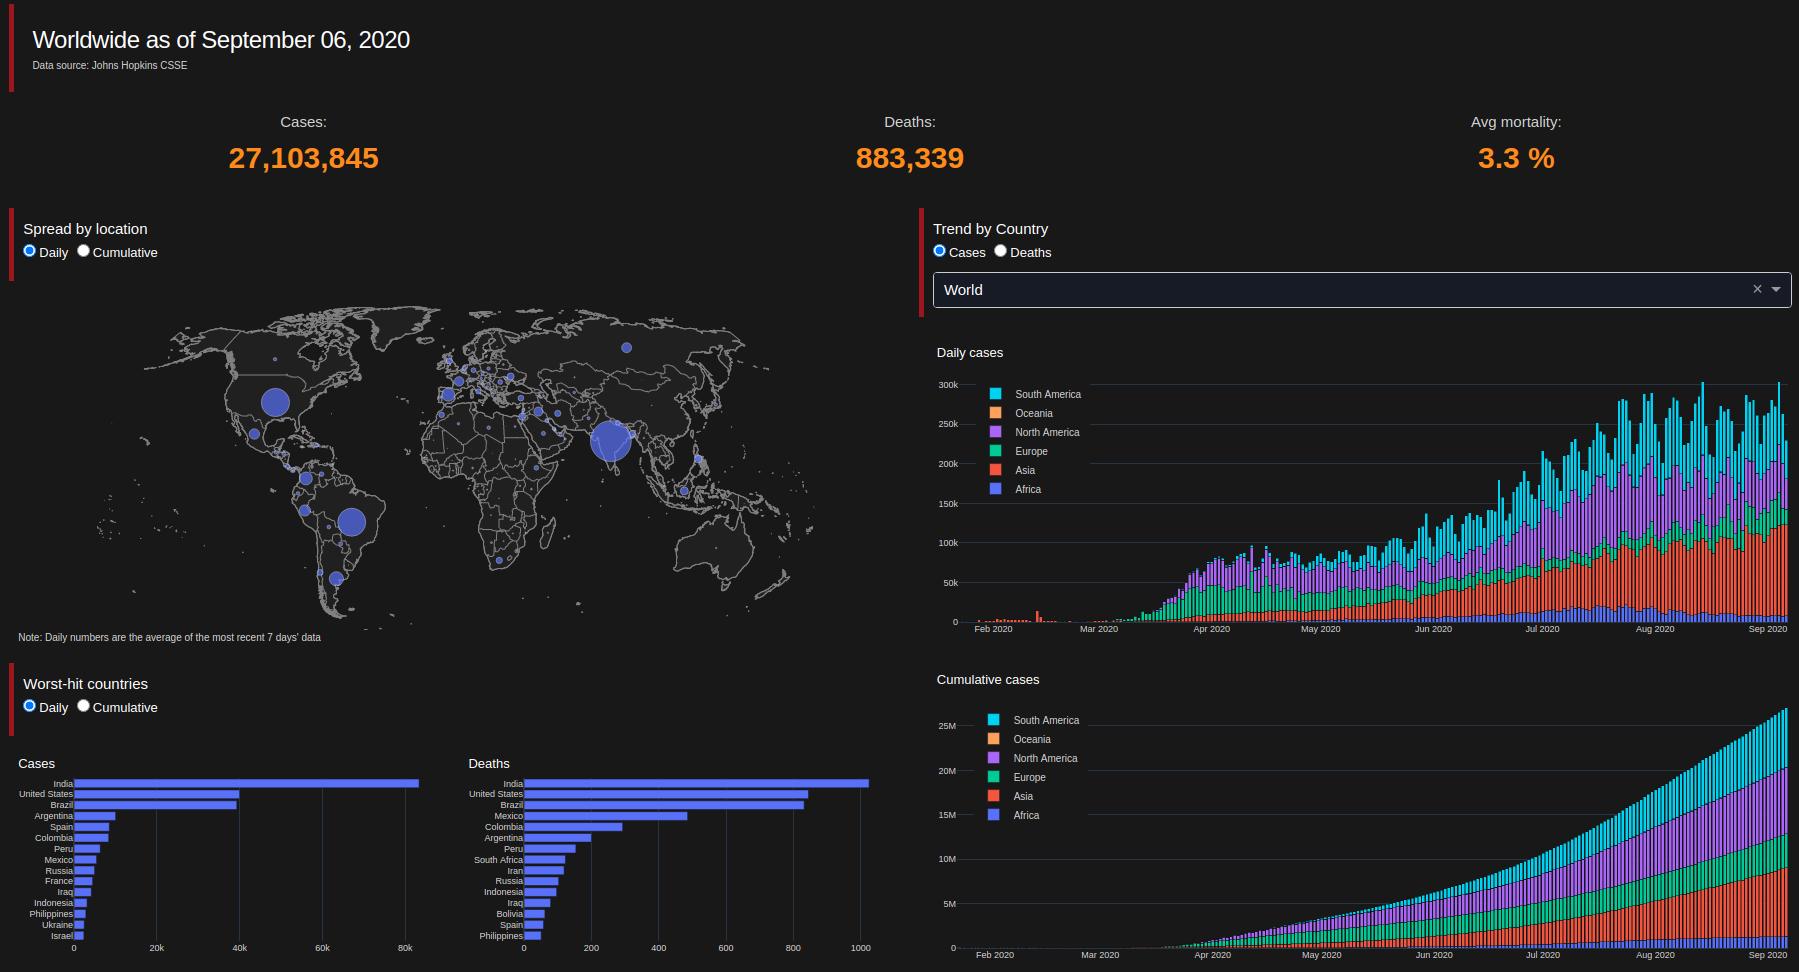 Worldwide as of September 06, 2020
Data source: Johns Hopkins CSSE
Cases:
27,103,845
Deaths:
883,339
Avg mortality:
3.3 %
Spread by location
Daily Cumulative
Note: Daily numbers are the average of the most recent 7 days' data
Trend by Country
Cases Deaths
World
Daily cases
300k
250k
200k
150k
100k
50k
0
South America
Oceania
North America
Europe
Asia
Africa
Feb 2020
Mar 2020
Apr 2020
May 2020
Jun 2020
Jul 2020
Aug 2020
Sep 2020
Worst-hit countries
Daily Cumulative
Cases
India
United States
Brazil
Argentina
Spain
Colombia
Peru
Mexico
Russia
France
Iraq
Indonesia
Philippines
Ukraine
Israel
0
20k
40k
60k
80k
Deaths
India
United States
Brazil
Mexico
Colombia
Argentina
Peru
South Africa
Iran
Russia
Indonesia
Iraq
Bolivia
Spain
Philippines
0
200
400
600
800
1000
Cumulative cases
25M
20M
15M
10M
5M
0
South America
Oceania
North America
Europe
Asia
Africa
Feb 2020
Mar 2020
Apr 2020
May 2020
Jun 2020
Jul 2020
Aug 2020
Sep 2020